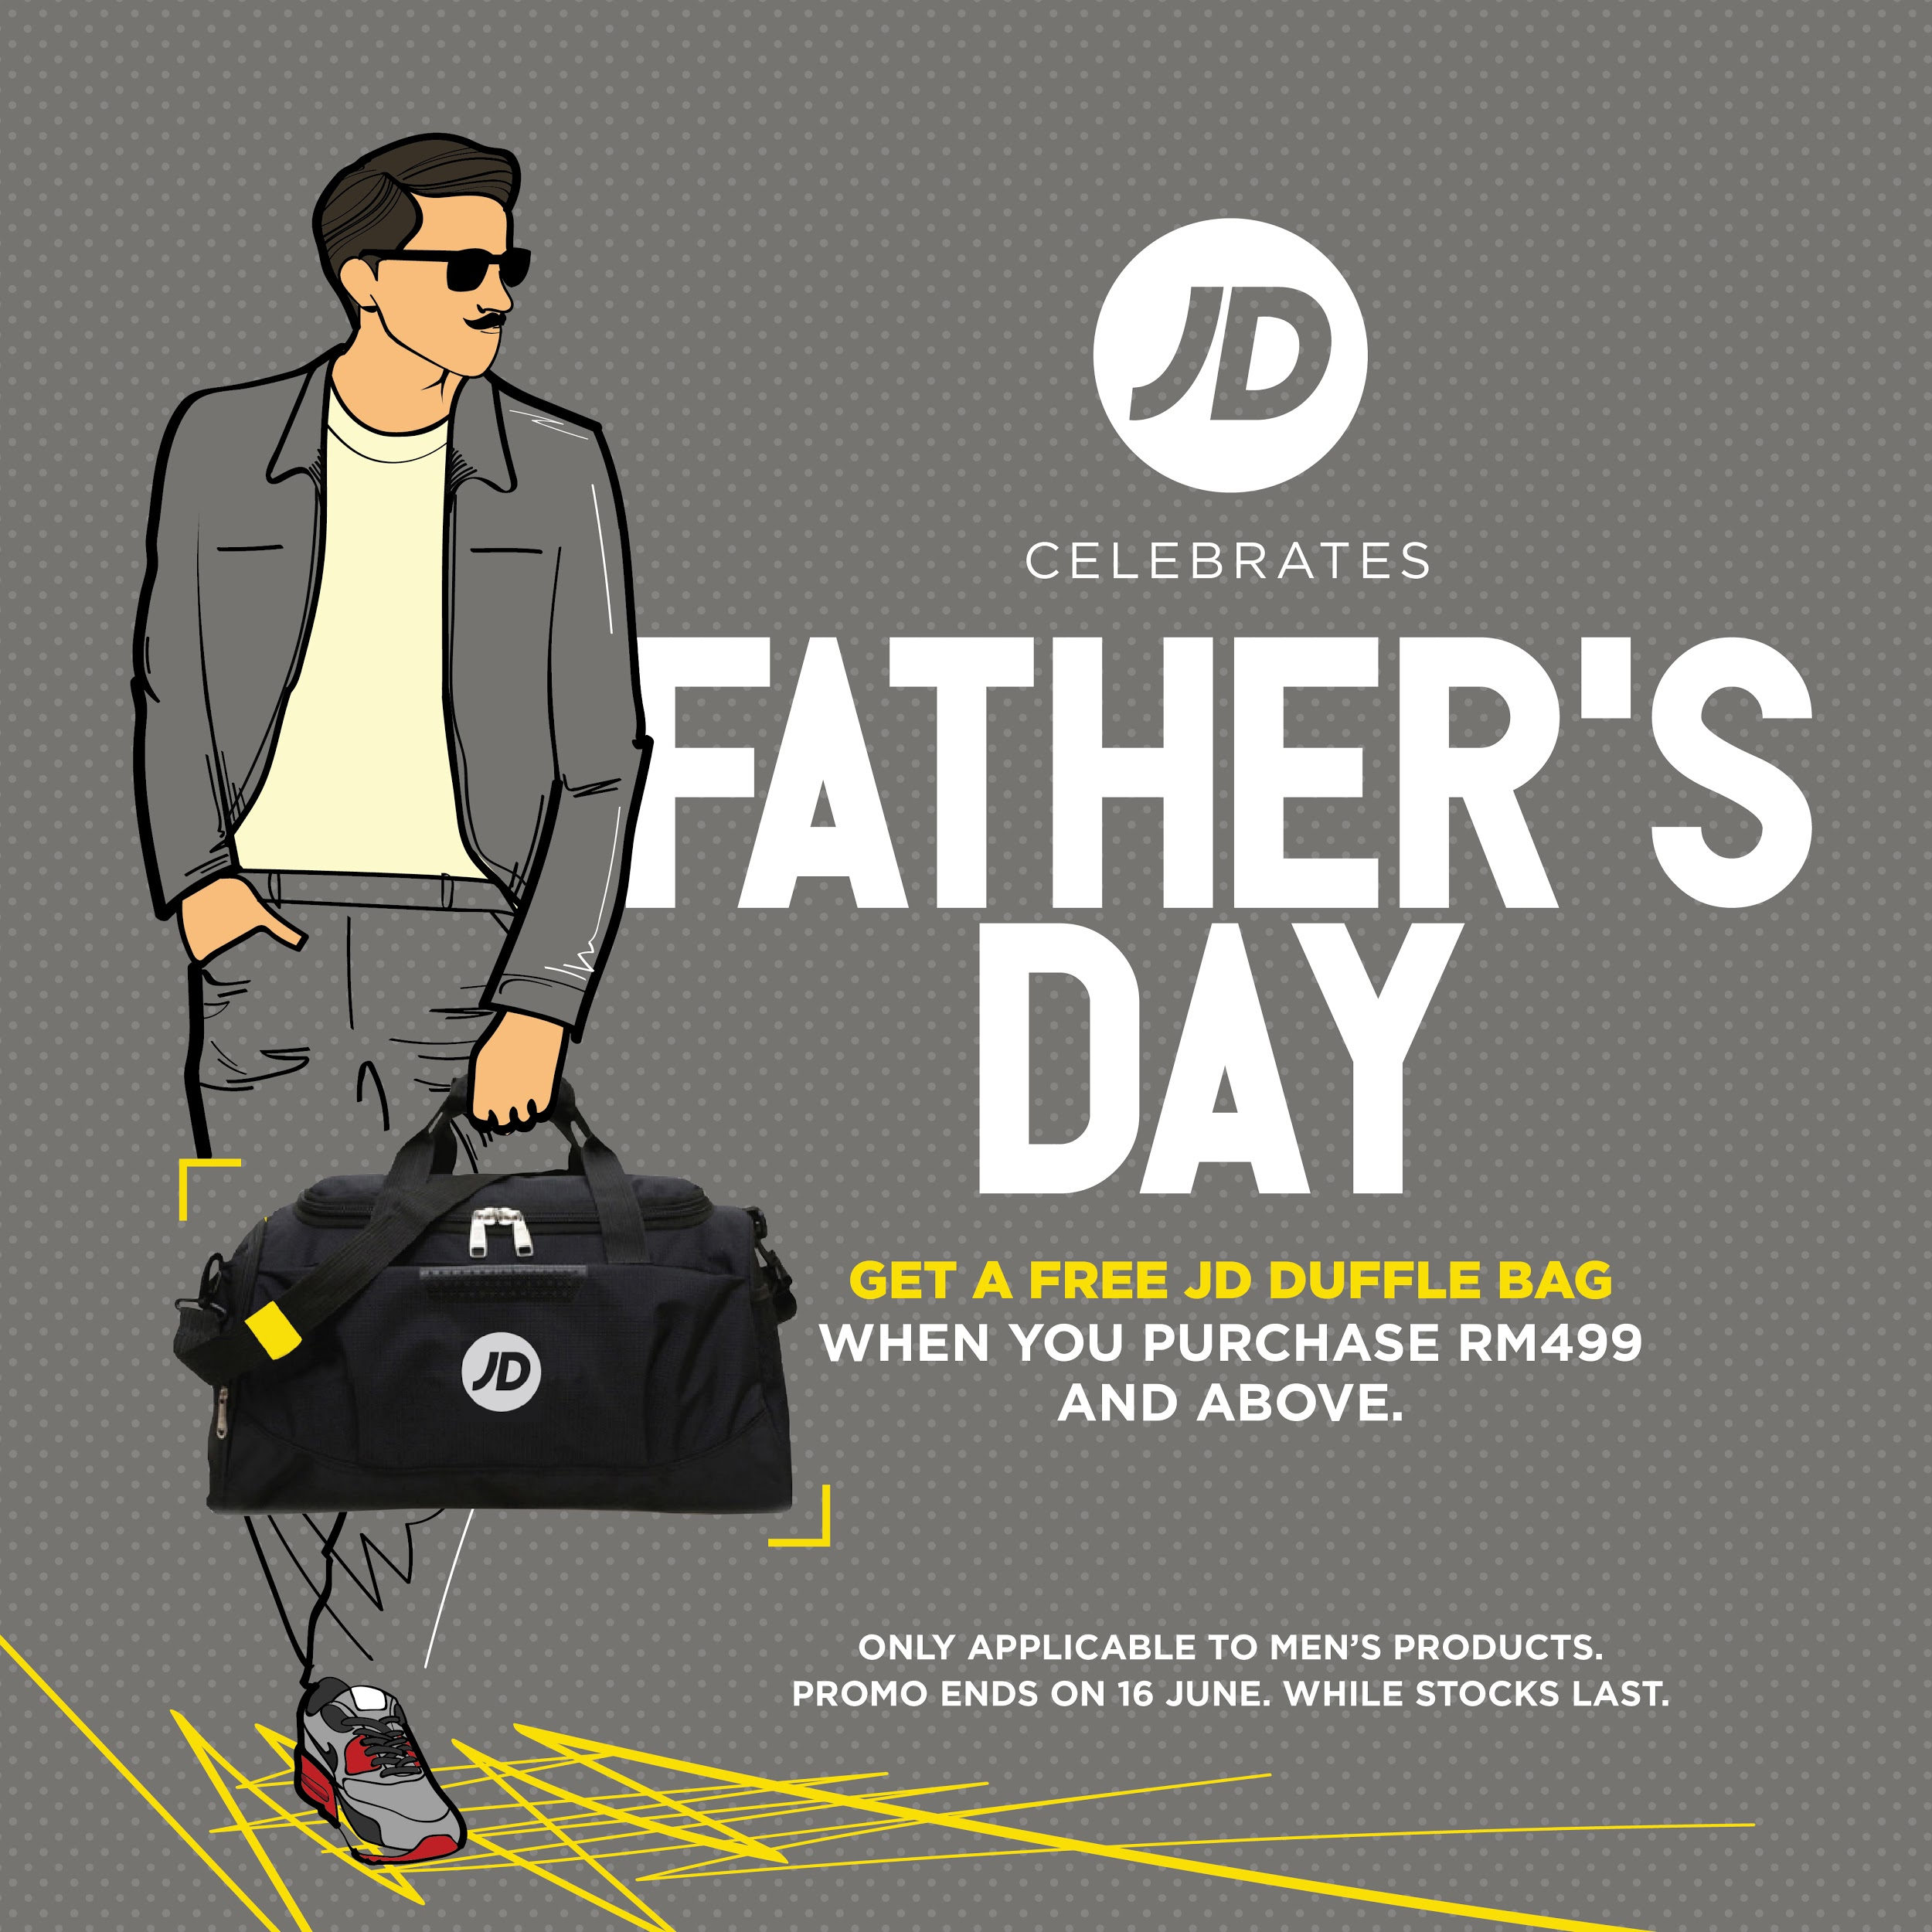 JD
CELEBRATES
FATHER'S
DAY
GET A FREE JD DUFFLE BAG
WHEN YOU PURCHASE RM499
AND ABOVE.
JD
ONLY APPLICABLE TO MEN’S PRODUCTS.
PROMO ENDS ON 16 JUNE. WHILE STOCKS LAST.